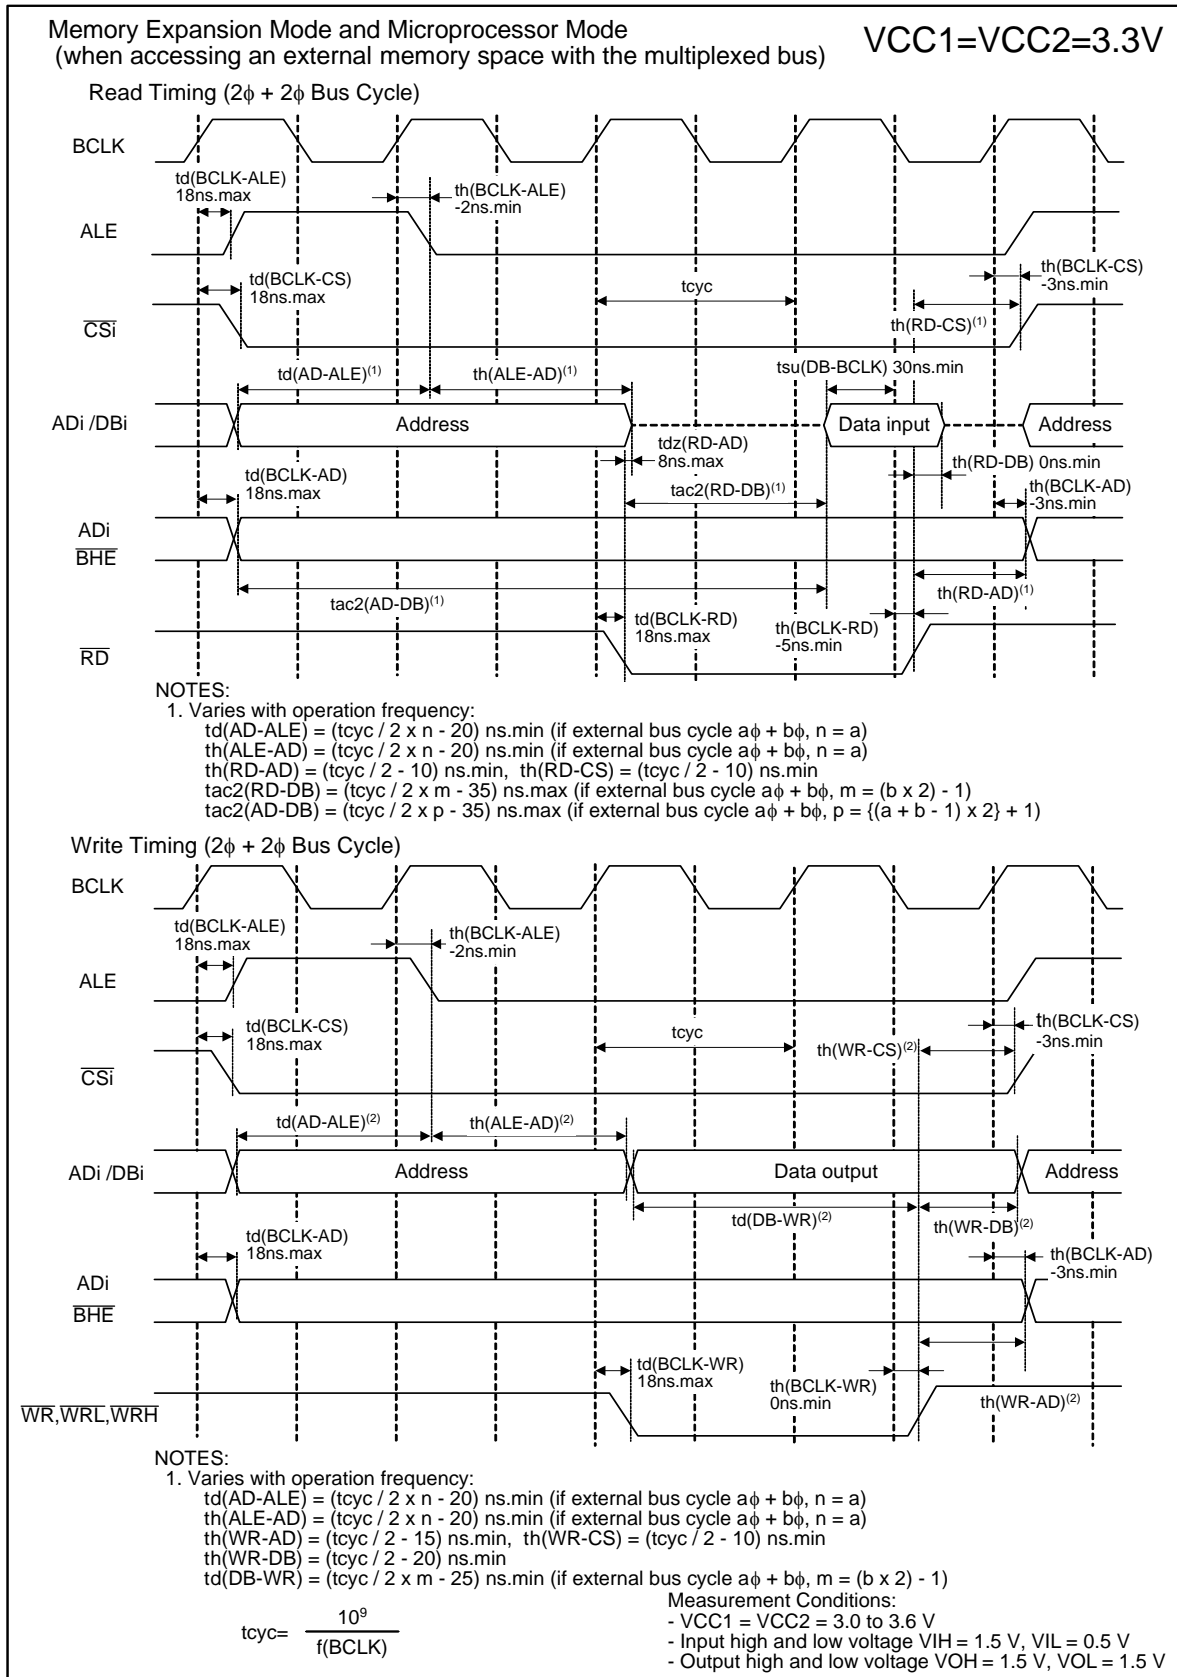 Memory Expansion Mode and Microprocessor Mode
(when accessing an external memory space with the multiplexed bus)
VCC1=VCC2=3.3V
Read Timing (2ϕ + 2ϕ Bus Cycle)
BCLK
td(BCLK-ALE)
18ns.max
th(BCLK-ALE)
-2ns.min
ALE
td(BCLK-CS)
18ns.max
tcyc
th(BCLK-CS)
-3ns.min
th(RD-CS)(1)
CSi
td(AD-ALE)(1)
th(ALE-AD)(1)
tsu(DB-BCLK) 30ns.min
ADi /DBi
Address
Data input
Address
tdz(RD-AD)
8ns.max
th(RD-DB) 0ns.min
td(BCLK-AD)
18ns.max
tac2(RD-DB)(1)
th(BCLK-AD)
-3ns.min
ADi
BHE
tac2(AD-DB)(1)
th(RD-AD)(1)
td(BCLK-RD)
18ns.max
th(BCLK-RD)
-5ns.min
RD
NOTES:
1. Varies with operation frequency:
td(AD-ALE) = (tcyc / 2 x n - 20) ns.min (if external bus cycle aϕ + bϕ, n = a)
th(ALE-AD) = (tcyc / 2 x n - 20) ns.min (if external bus cycle aϕ + bϕ, n = a)
th(RD-AD) = (tcyc / 2 - 10) ns.min, th(RD-CS) = (tcyc / 2 - 10) ns.min
tac2(RD-DB) = (tcyc / 2 x m - 35) ns.max (if external bus cycle aϕ + bϕ, m = (b x 2) - 1)
tac2(AD-DB) = (tcyc / 2 x p - 35) ns.max (if external bus cycle aϕ + bϕ, p = {(a + b - 1) x 2} + 1)
Write Timing (2ϕ + 2ϕ Bus Cycle)
BCLK
td(BCLK-ALE)
18ns.max
th(BCLK-ALE)
-2ns.min
ALE
td(BCLK-CS)
18ns.max
tcyc
th(WR-CS)(2)
th(BCLK-CS)
-3ns.min
CSi
td(AD-ALE)(2)
th(ALE-AD)(2)
ADi /DBi
Address
Data output
Address
td(DB-WR)(2)
th(WR-DB)(2)
td(BCLK-AD)
18ns.max
th(BCLK-AD)
-3ns.min
ADi
BHE
td(BCLK-WR)
18ns.max
th(BCLK-WR)
0ns.min
th(WR-AD)(2)
WR,WRL,WRH
NOTES:
1. Varies with operation frequency:
td(AD-ALE) = (tcyc / 2 x n - 20) ns.min (if external bus cycle aϕ + bϕ, n = a)
th(ALE-AD) = (tcyc / 2 x n - 20) ns.min (if external bus cycle aϕ + bϕ, n = a)
th(WR-AD) = (tcyc / 2 - 15) ns.min, th(WR-CS) = (tcyc / 2 - 10) ns.min
th(WR-DB) = (tcyc / 2 - 20) ns.min
td(DB-WR) = (tcyc / 2 x m - 25) ns.min (if external bus cycle aϕ + bϕ, m = (b x 2) - 1)
tcyc= 10⁹
f(BCLK)
Measurement Conditions:
- VCC1 = VCC2 = 3.0 to 3.6 V
- Input high and low voltage VIH = 1.5 V, VIL = 0.5 V
- Output high and low voltage VOH = 1.5 V, VOL = 1.5 V